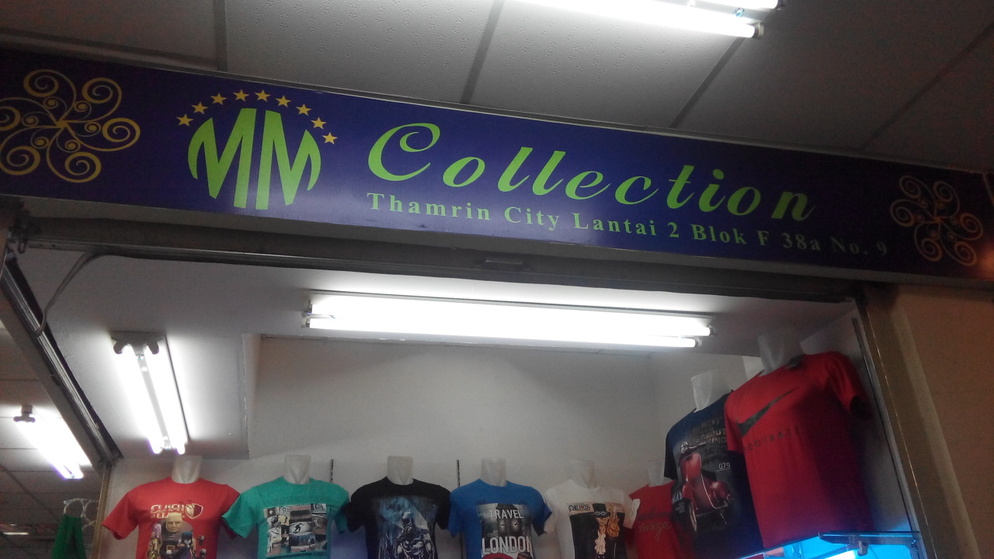 MM Collection
Thamrin City Lantai 2 Blok F 38a No. 9
TRAVEL
LONDON